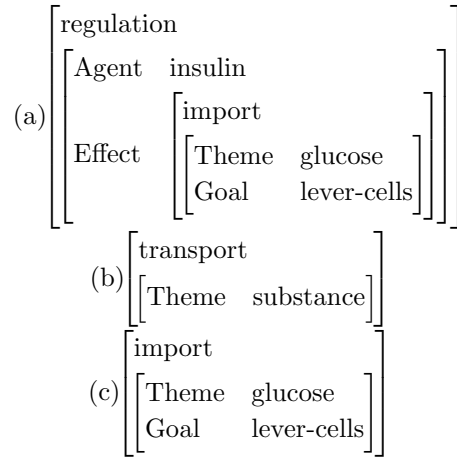 regulation
Agent insulin
(a)
import
Effect
Theme glucose
Goal lever-cells
transport
(b)
Theme substance
import
(c)
Theme glucose
Goal lever-cells